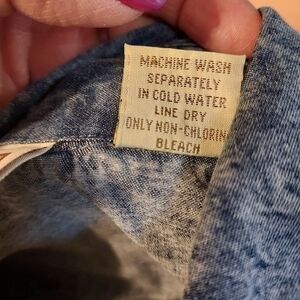 MACHINE WASH
SEPARATELY
IN COLD WATER
LINE DRY
ONLY NON-CHLORIN
BLEACH